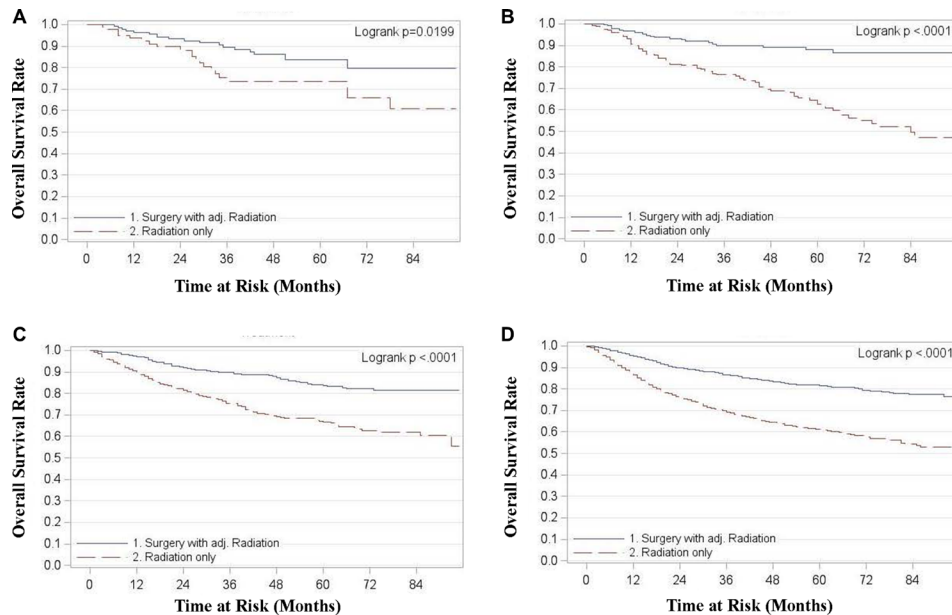 A
Logrank p=0.0199
Overall Survival Rate
1.0
0.9
0.8
0.7
0.6
0.5
0.4
0.3
0.2
0.1
0.0
1. Surgery with adj. Radiation
2. Radiation only
0 12 24 36 48 60 72 84
Time at Risk (Months)
B
Logrank p <.0001
Overall Survival Rate
1.0
0.9
0.8
0.7
0.6
0.5
0.4
0.3
0.2
0.1
0.0
1. Surgery with adj. Radiation
2. Radiation only
0 12 24 36 48 60 72 84
Time at Risk (Months)
C
Logrank p <.0001
Overall Survival Rate
1.0
0.9
0.8
0.7
0.6
0.5
0.4
0.3
0.2
0.1
0.0
1. Surgery with adj. Radiation
2. Radiation only
0 12 24 36 48 60 72 84
Time at Risk (Months)
D
Logrank p <.0001
Overall Survival Rate
1.0
0.9
0.8
0.7
0.6
0.5
0.4
0.3
0.2
0.1
0.0
1. Surgery with adj. Radiation
2. Radiation only
0 12 24 36 48 60 72 84
Time at Risk (Months)